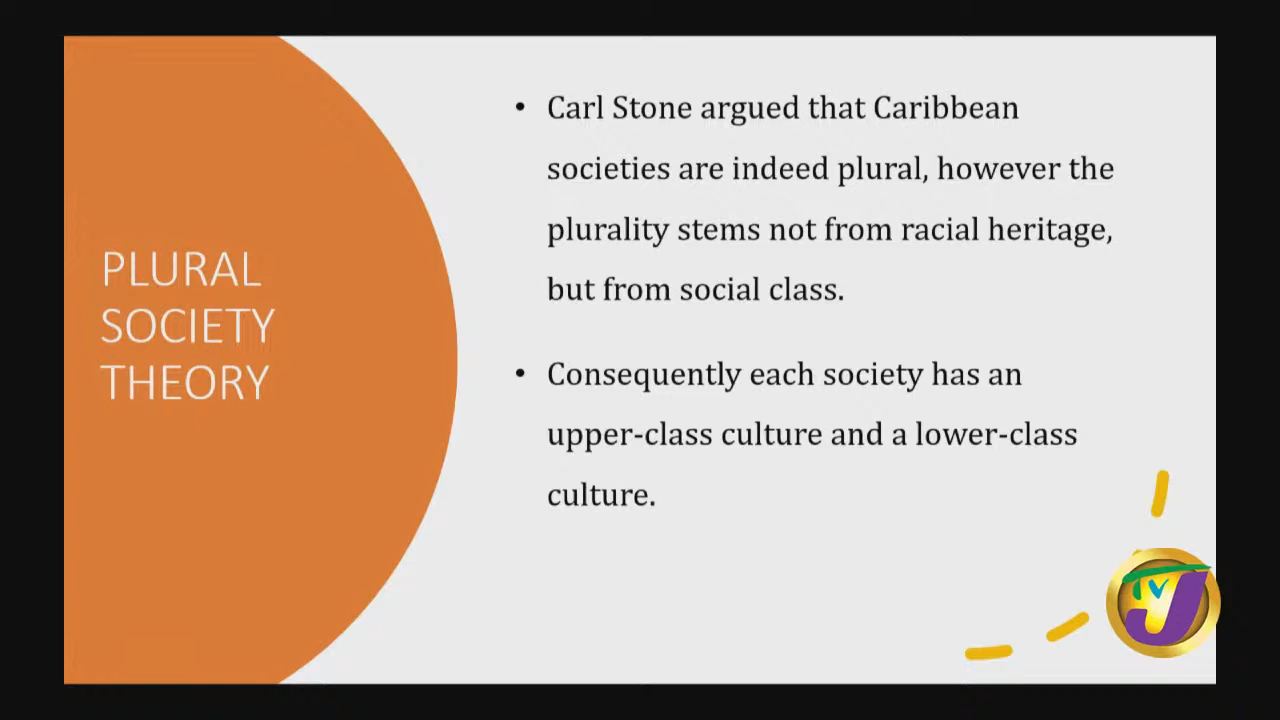 PLURAL
SOCIETY
THEORY
• Carl Stone argued that Caribbean
societies are indeed plural, however the
plurality stems not from racial heritage,
but from social class.
• Consequently each society has an
upper-class culture and a lower-class
culture.
TVJ